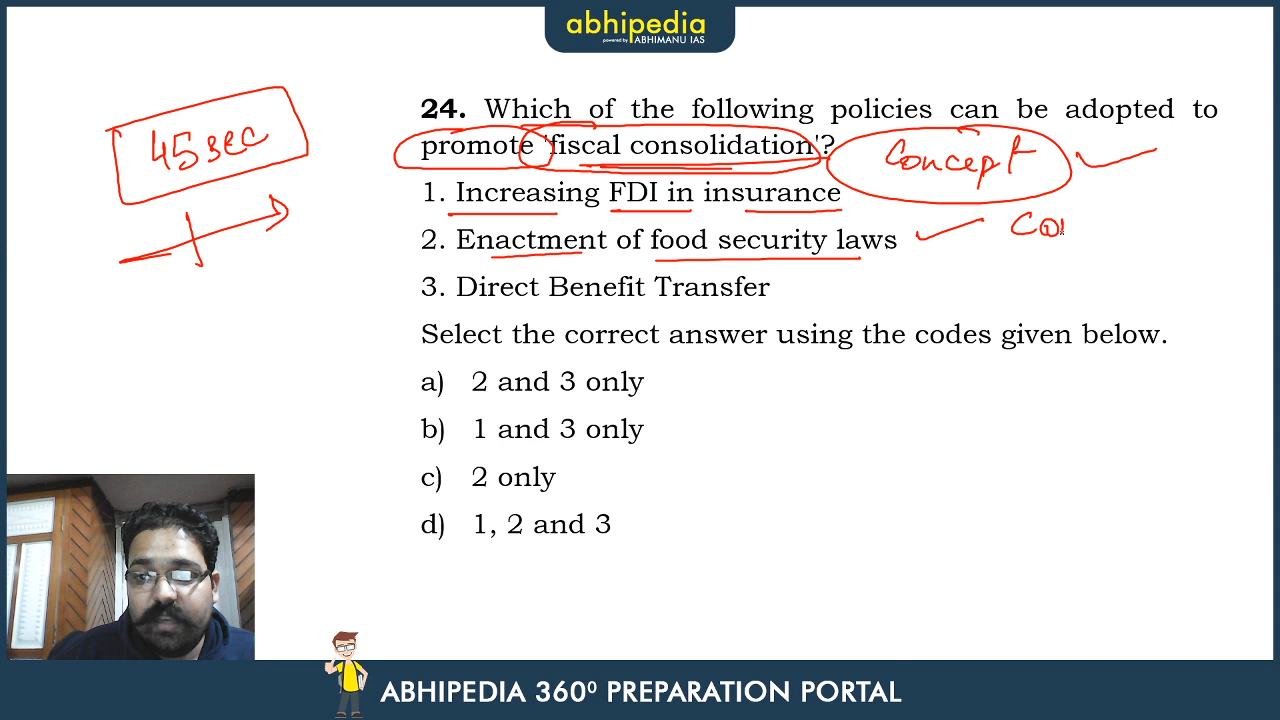 abhipedia
powered by ABHIMANU IAS
45 sec
24. Which of the following policies can be adopted to
promote 'fiscal consolidation'?
Concept
1. Increasing FDI in insurance
2. Enactment of food security laws
3. Direct Benefit Transfer
Select the correct answer using the codes given below.
a) 2 and 3 only
b) 1 and 3 only
c) 2 only
d) 1, 2 and 3
ABHIPEDIA 360⁰ PREPARATION PORTAL